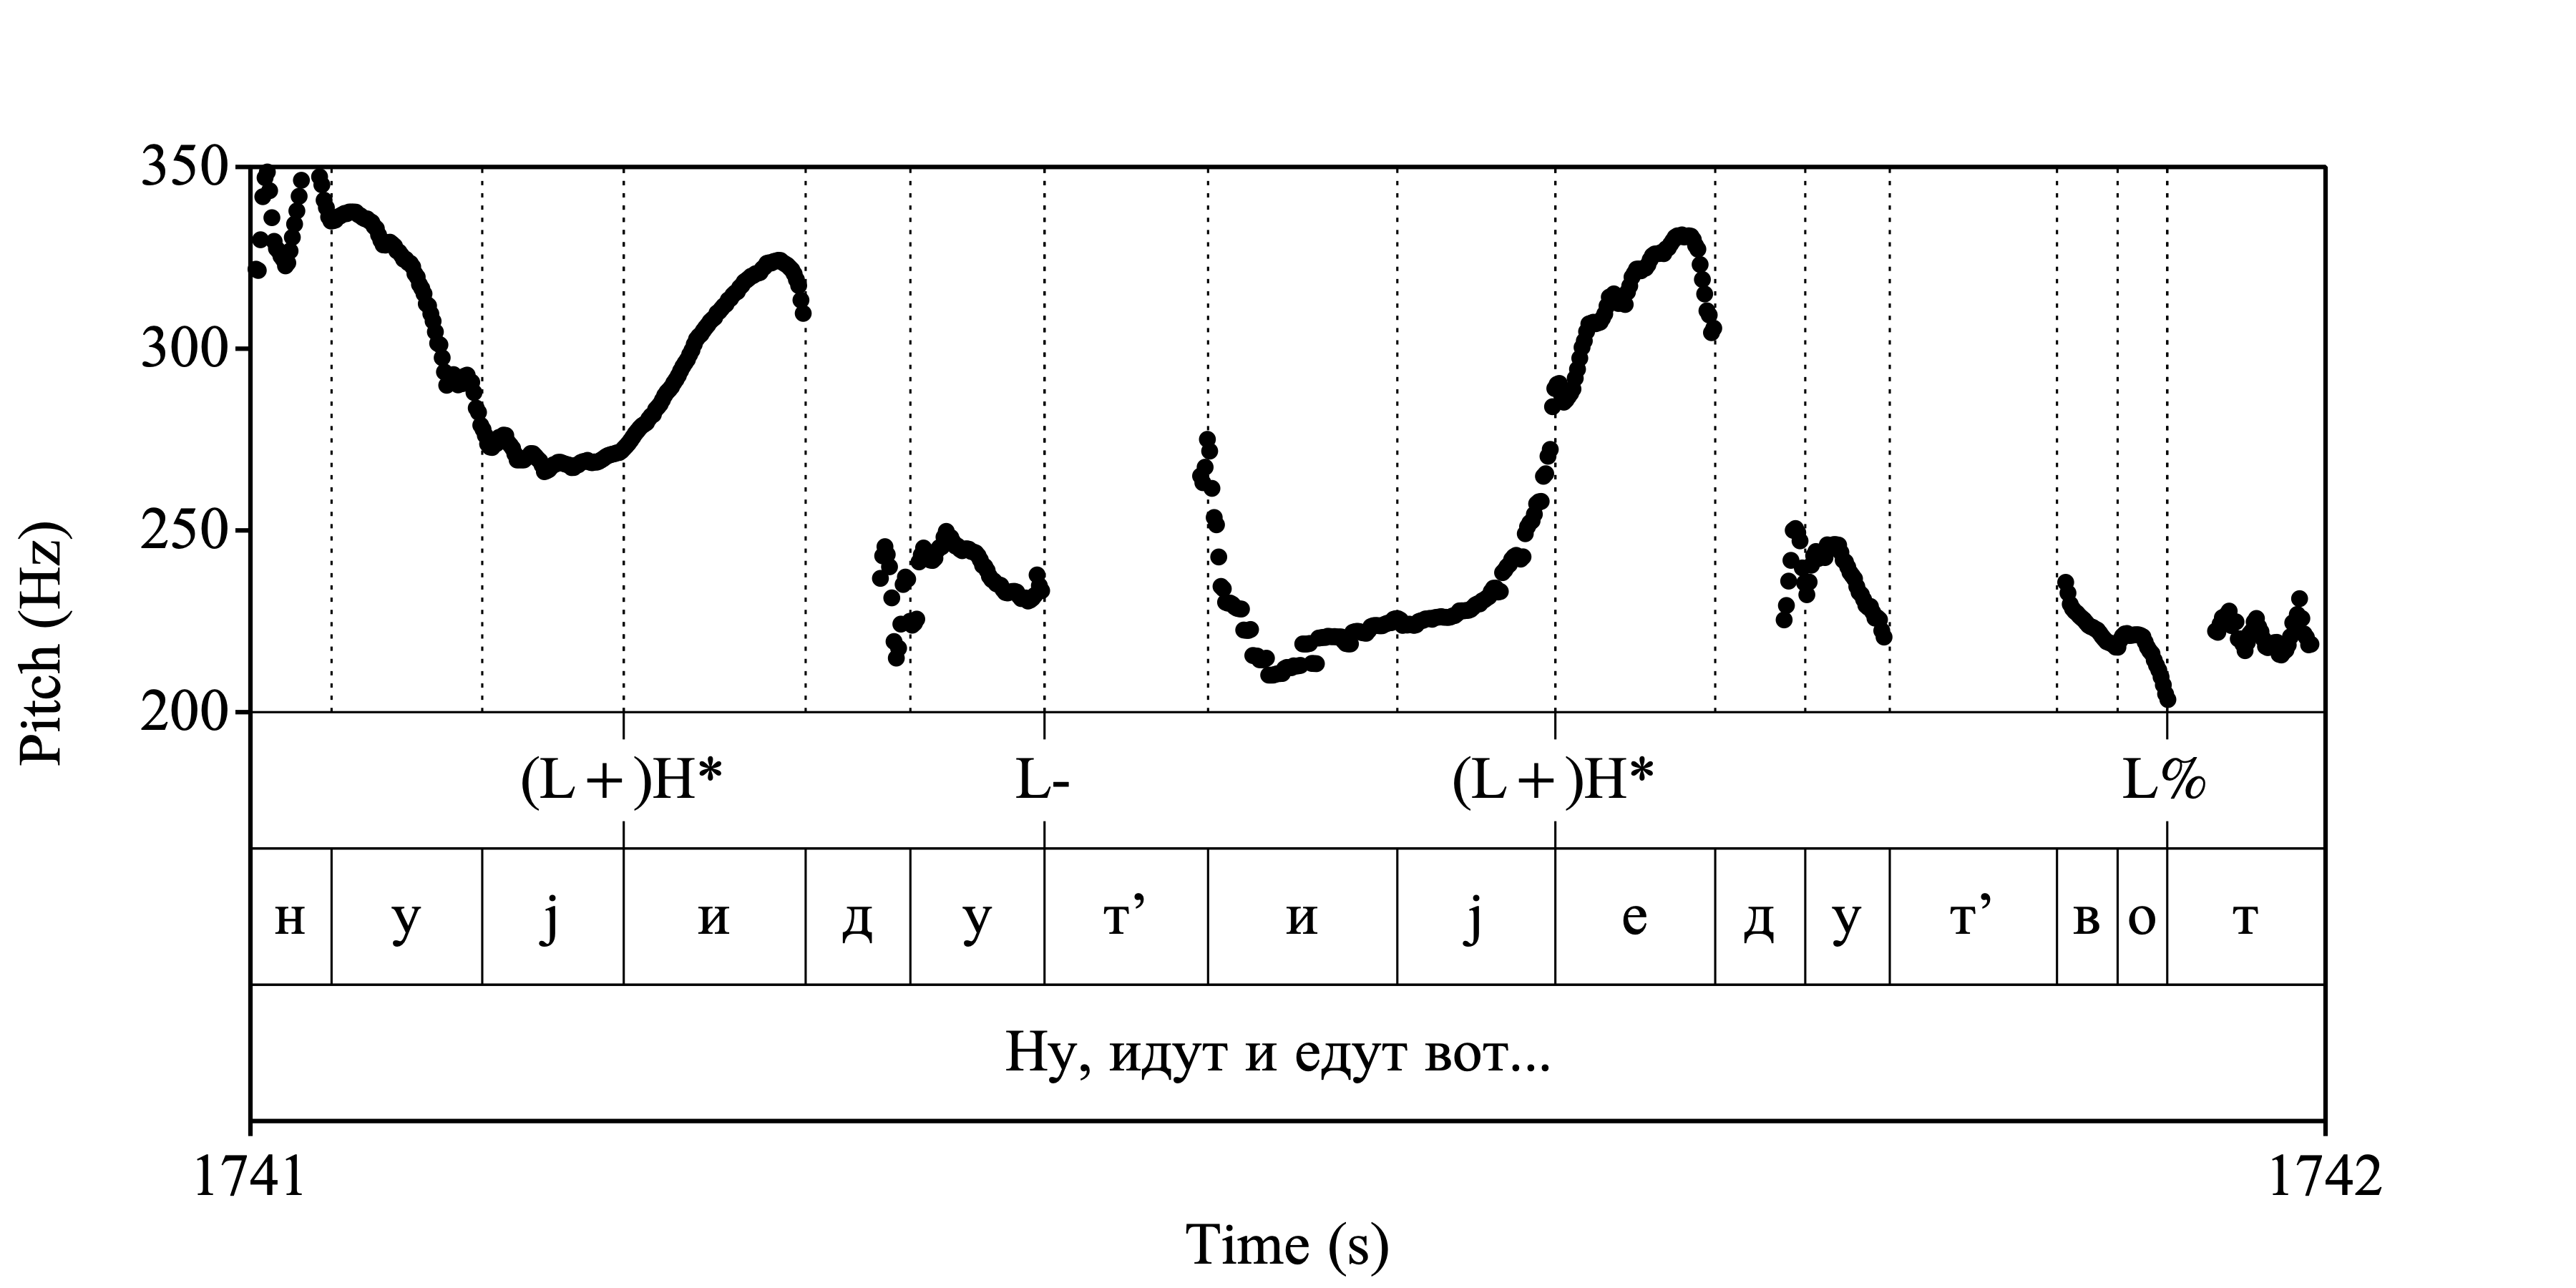 350
300
250
200
Pitch (Hz)
(L+)H* L- (L+)H* L%
н у j и д у т’ и j е д у т’ в о т
Ну, идут и едут вот...
1741 1742
Time (s)